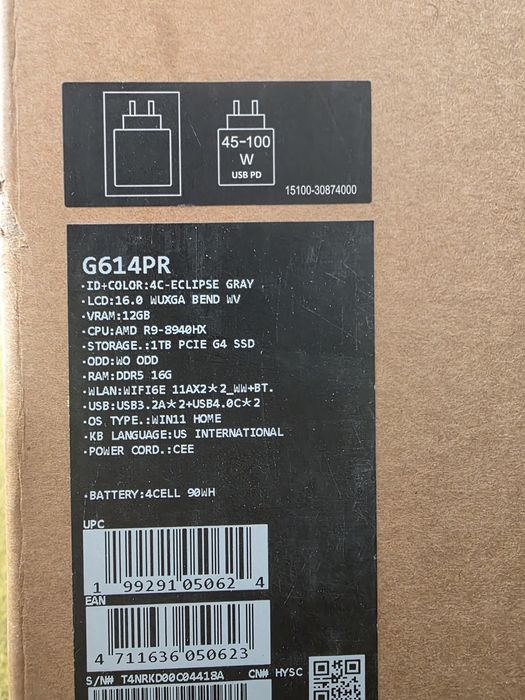 45-100
W
USB PD
15100-30874000
G614PR
·ID+COLOR:4C-ECLIPSE GRAY
·LCD:16.0 WUXGA BEND WV
·VRAM:12GB
·CPU:AMD R9-8940HX
·STORAGE.:1TB PCIE G4 SSD
·ODD:WO ODD
·RAM:DDR5 16G
·WLAN:WIFI6E 11AX2*2_WW+BT.
·USB:USB3.2A*2+USB4.0C*2
·OS TYPE.:WIN11 HOME
·KB LANGUAGE:US INTERNATIONAL
·POWER CORD.:CEE
·BATTERY:4CELL 90WH
UPC
1 99291 05062 4
EAN
4 711636 050623
S/N# T4NRKD00C04418A CN# HYSC